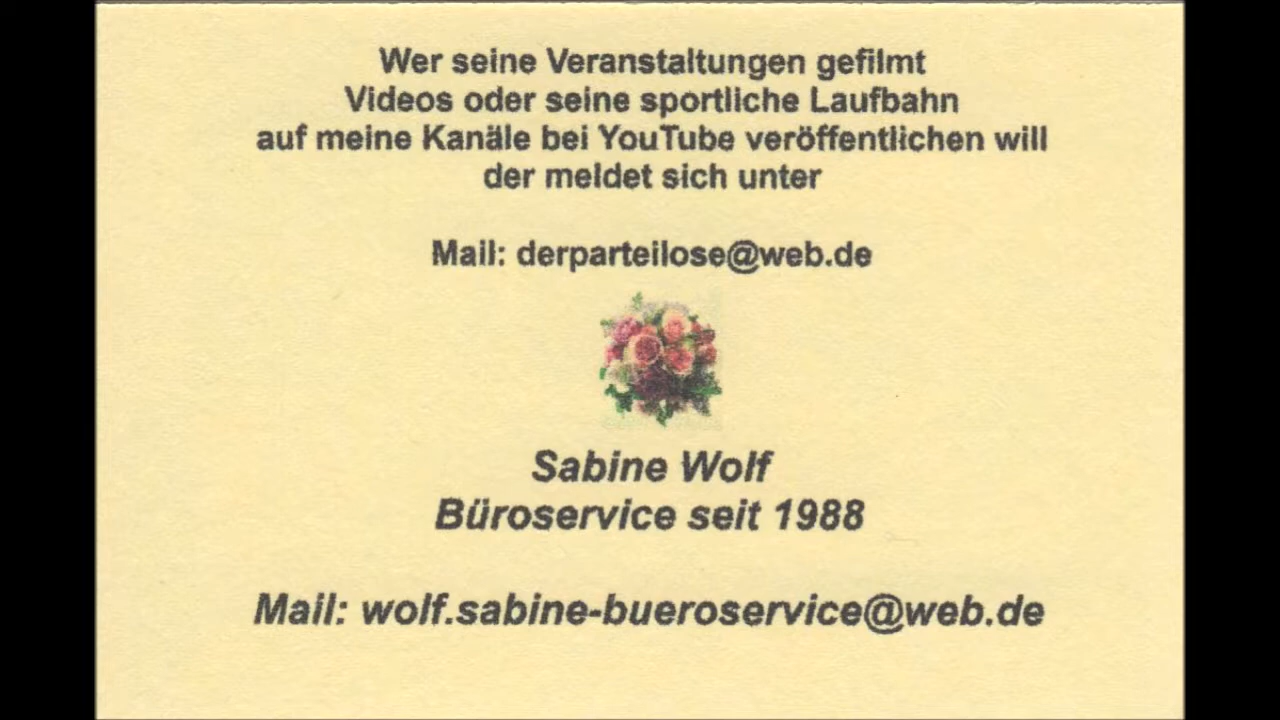 Wer seine Veranstaltungen gefilmt
Videos oder seine sportliche Laufbahn
auf meine Kanäle bei YouTube veröffentlichen will
der meldet sich unter
Mail: derparteilose@web.de
Sabine Wolf
Büroservice seit 1988
Mail: wolf.sabine-bueroservice@web.de